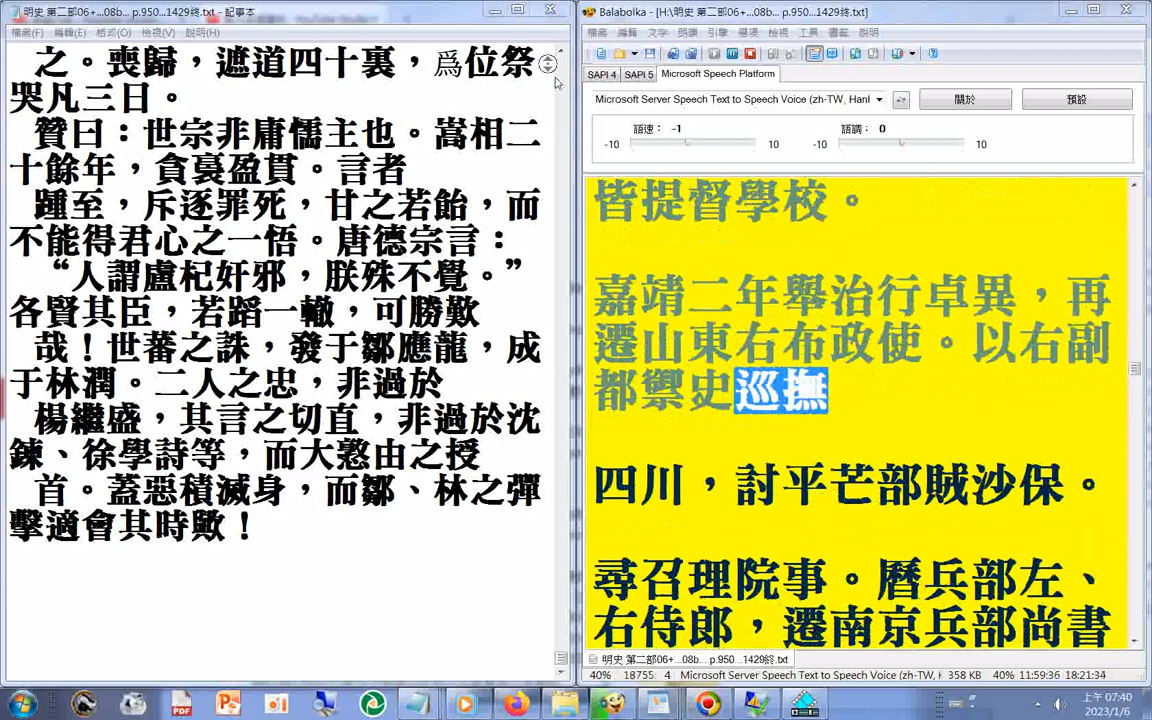 明史 第二部06+...08b... p.950...1429终.txt - 記事本
檔案(F) 編輯(E) 格式(O) 檢視(V) 說明(H)
之。喪歸，遮道四十裏，爲位祭
哭凡三日。
贊曰：世宗非庸懦主也。嵩相二
十餘年，貪裵盈貫。言者
踵至，斥逐罪死，甘之若飴，而
不能得君心之一悟。唐德宗言：
“人謂盧杞奸邪，朕殊不覺。”
各賢其臣，若蹈一轍，可勝歎
哉！世蕃之誅，發于鄒應龍，成
于林潤。二人之忠，非過於
楊繼盛，其言之切直，非過於沈
鍊、徐學詩等，而大憝由之授
首。蓋惡積滅身，而鄒、林之彈
擊適會其時歟！
Balabolka - [H:\明史 第二部06+...08b... p.950...1429终.txt]
檔案 編輯 文字 朗讀 引擎 選項 檢視 工具 書籤 說明
SAPI 4 SAPI 5 Microsoft Speech Platform
Microsoft Server Speech Text to Speech Voice (zh-TW, Hanl
關於 預設
語速： -1 語調： 0
-10 10 -10 10
皆提督學校。
嘉靖二年舉治行卓異，再
遷山東右布政使。以右副
都禦史巡撫
四川，討平芒部賊沙保。
尋召理院事。曆兵部左、
右侍郎，遷南京兵部尚書
明史 第二部06+...08b... p.950...1429终.txt
40% 18755: 4 Microsoft Server Speech Text to Speech Voice (zh-TW, H 358 KB 40% 11:59:36 18:21:34
上午 07:40
2023/1/6